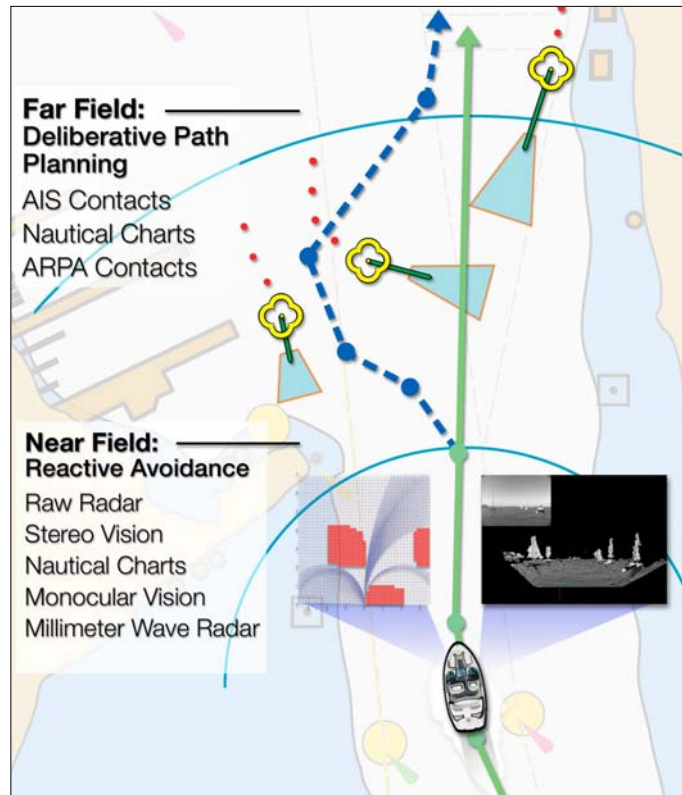 Far Field:
Deliberative Path
Planning
AIS Contacts
Nautical Charts
ARPA Contacts
Near Field:
Reactive Avoidance
Raw Radar
Stereo Vision
Nautical Charts
Monocular Vision
Millimeter Wave Radar